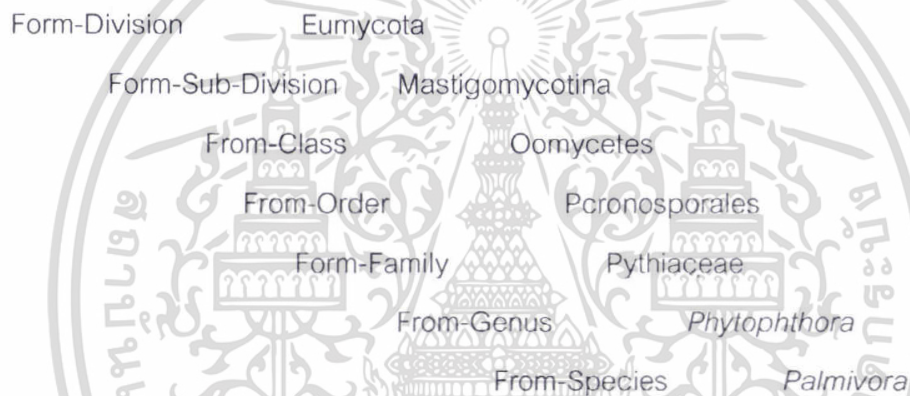 Form-Division Eumycota
Form-Sub-Division Mastigomycotina
From-Class Oomycetes
From-Order Pcronosporales
Form-Family Pythiaceae
From-Genus Phytophthora
From-Species Palmivora